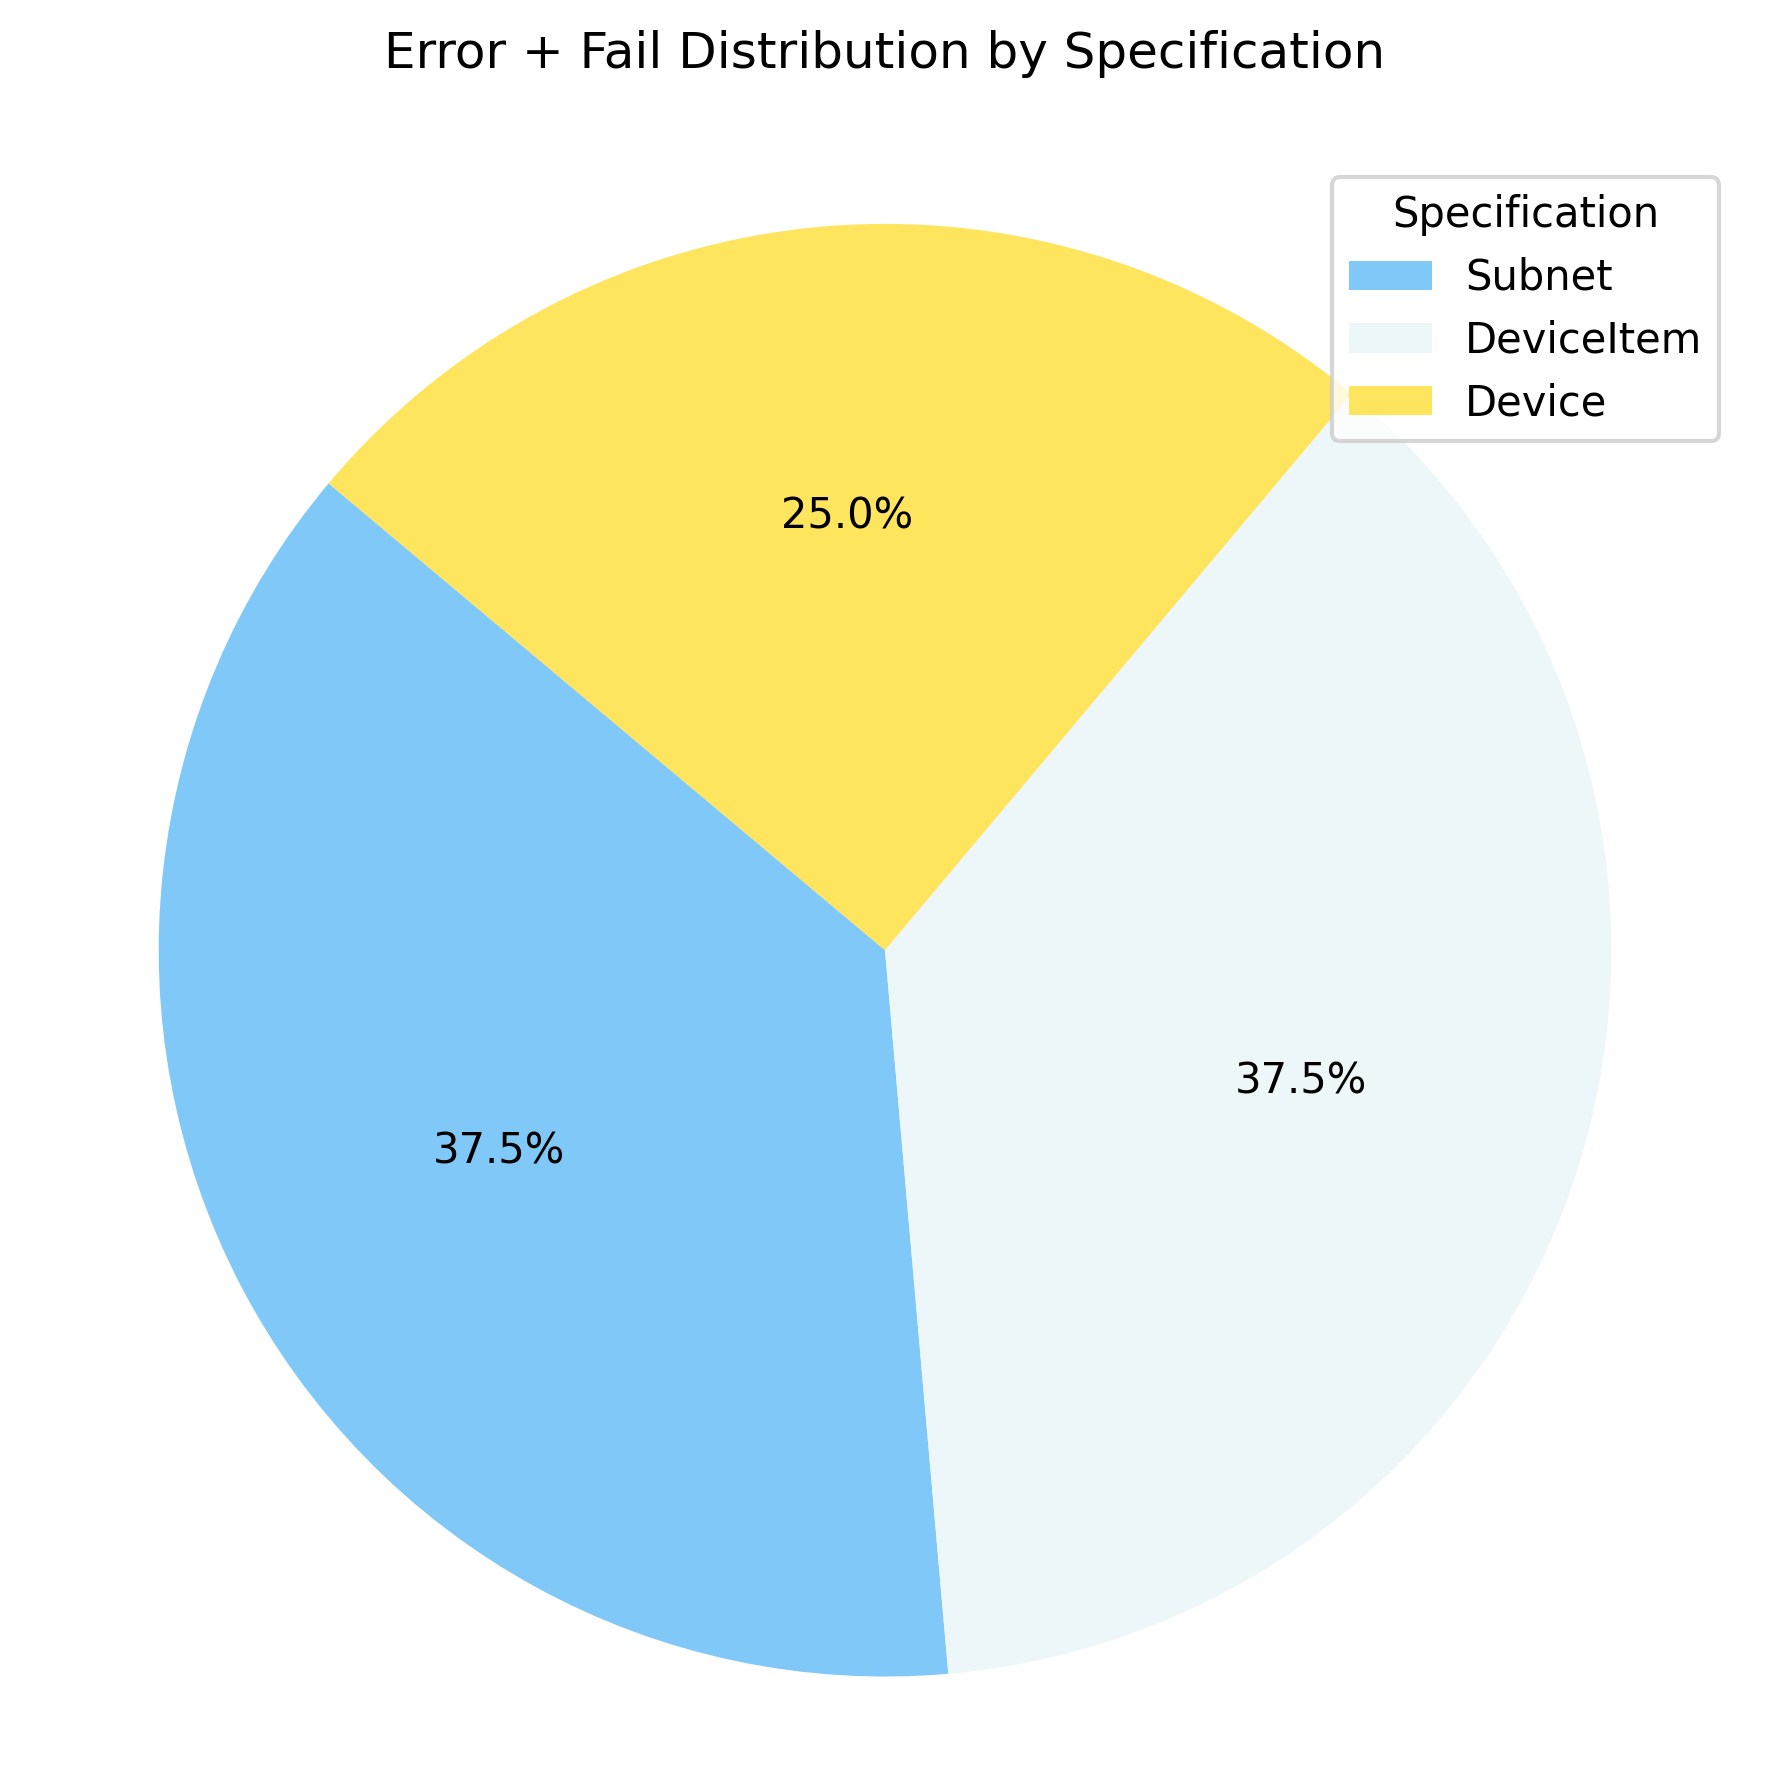 Error + Fail Distribution by Specification
Specification
Subnet
DeviceItem
Device
25.0%
37.5%
37.5%